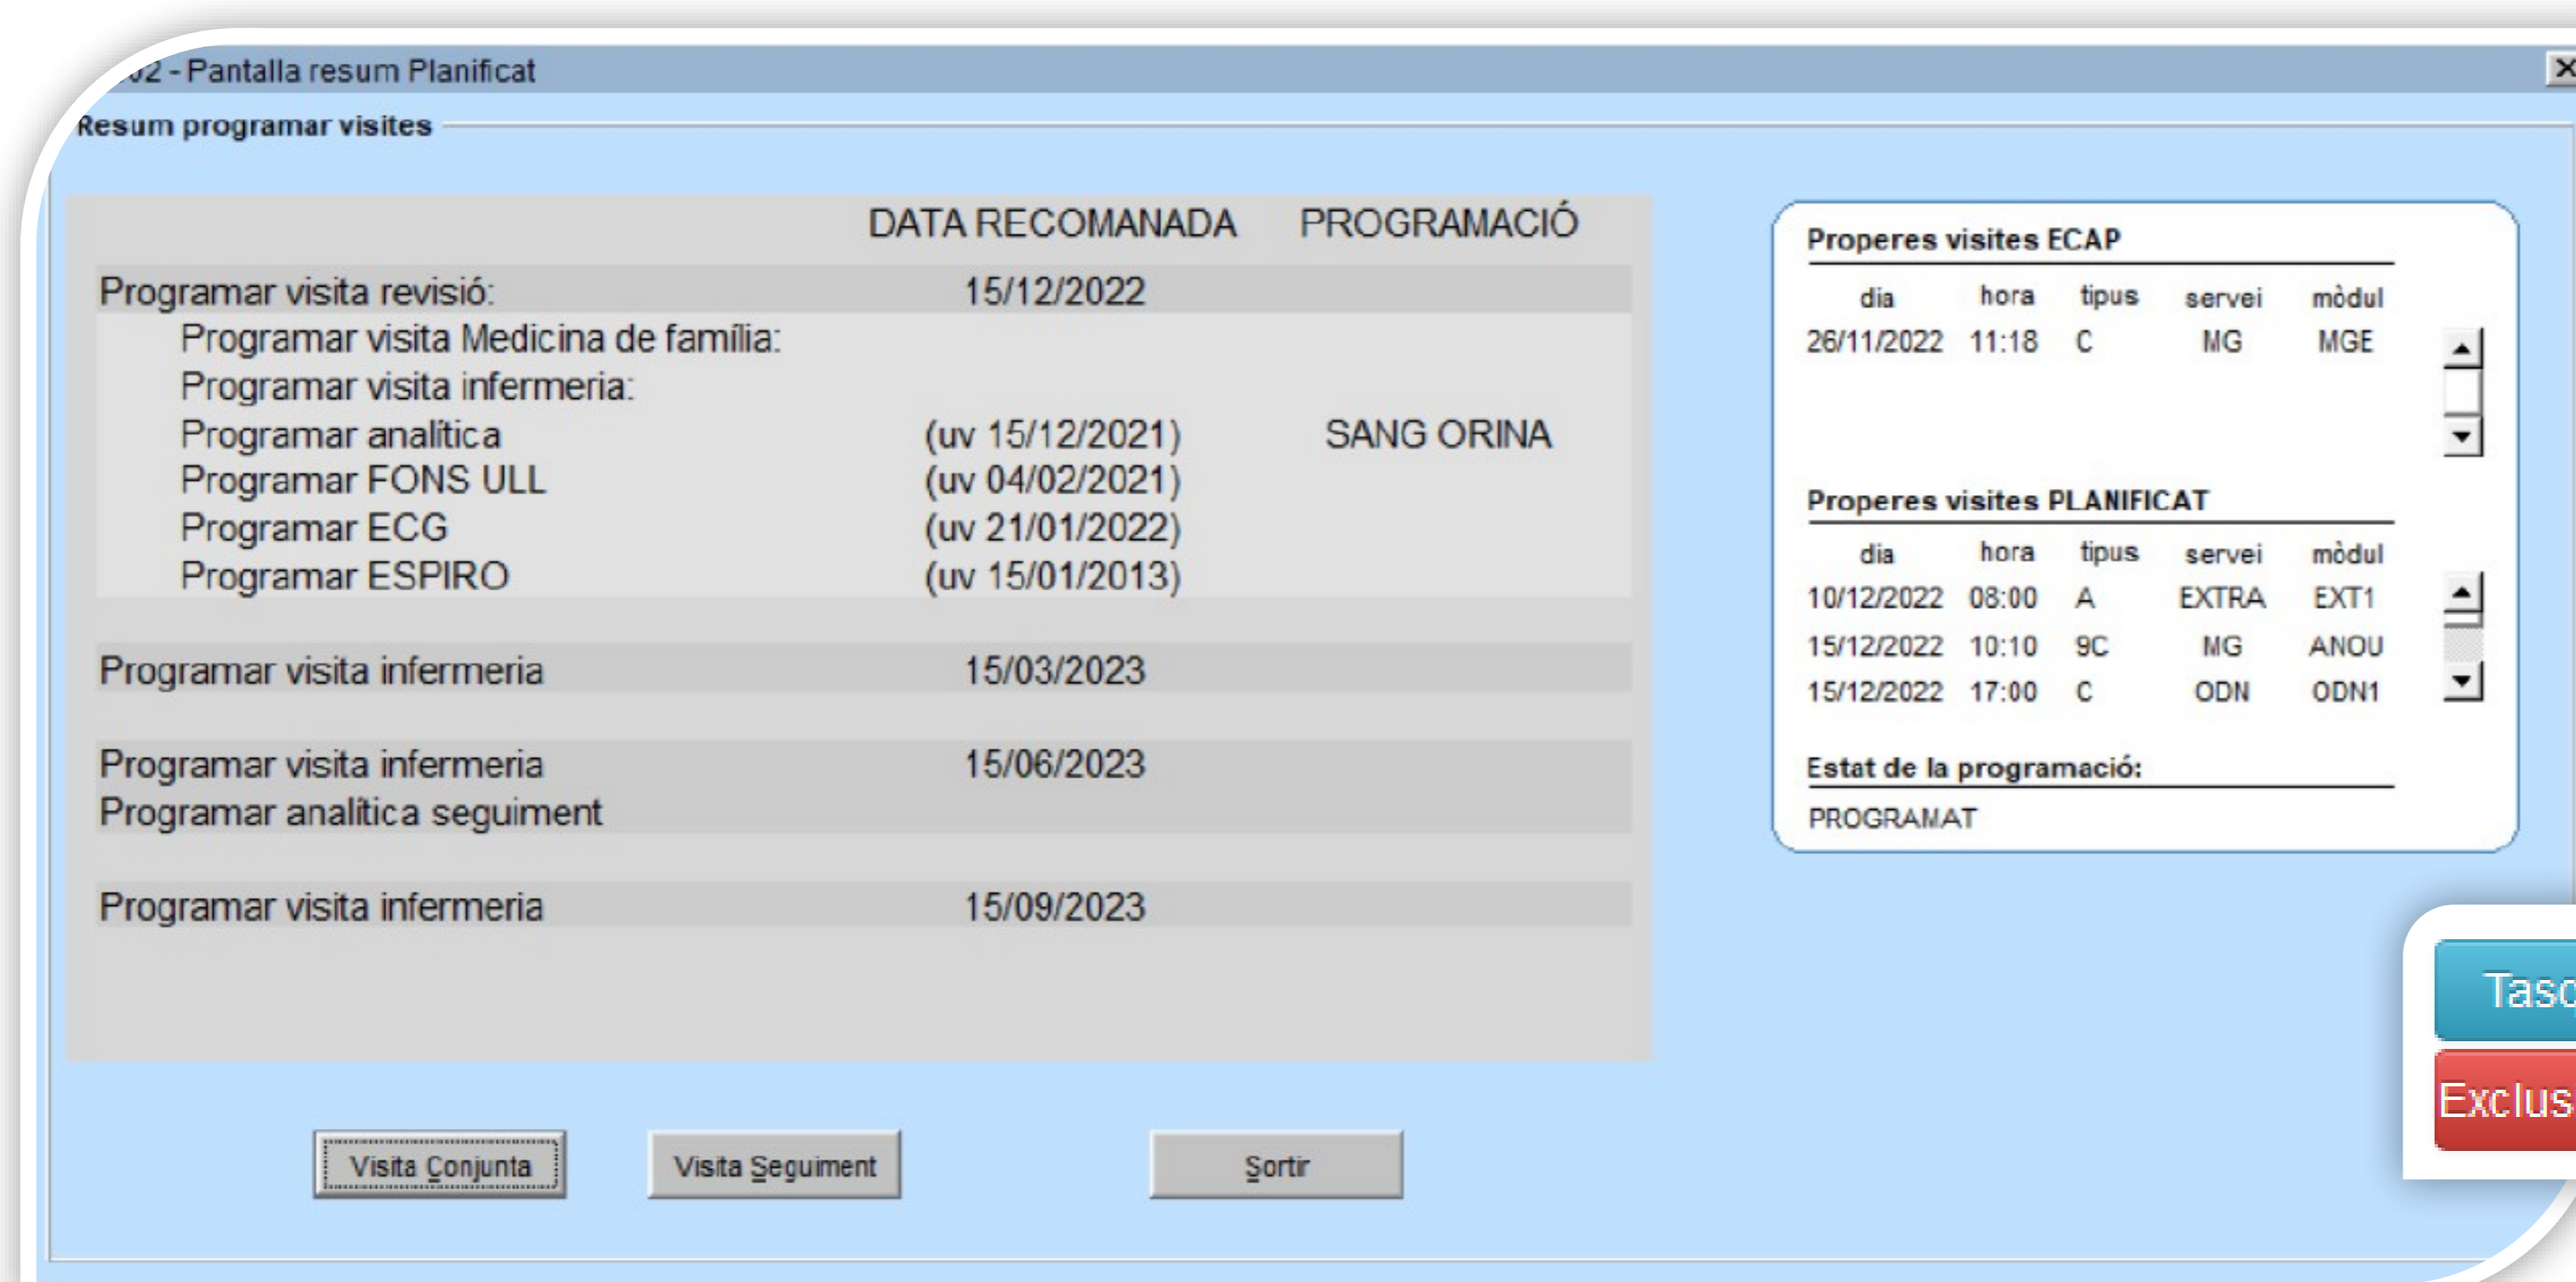 02 - Pantalla resum Planificat
Resum programar visites
DATA RECOMANADA PROGRAMACIÓ
Programar visita revisió: 15/12/2022
Programar visita Medicina de família:
Programar visita infermeria:
Programar analítica (uv 15/12/2021) SANG ORINA
Programar FONS ULL (uv 04/02/2021)
Programar ECG (uv 21/01/2022)
Programar ESPIRO (uv 15/01/2013)
Programar visita infermeria 15/03/2023
Programar visita infermeria 15/06/2023
Programar analítica seguiment
Programar visita infermeria 15/09/2023
Properes visites ECAP
dia hora tipus servei mòdul
26/11/2022 11:18 C MG MGE
Properes visites PLANIFICAT
dia hora tipus servei mòdul
10/12/2022 08:00 A EXTRA EXT1
15/12/2022 10:10 9C MG ANOU
15/12/2022 17:00 C ODN ODN1
Estat de la programació:
PROGRAMAT
Visita Conjunta Visita Seguiment Sortir